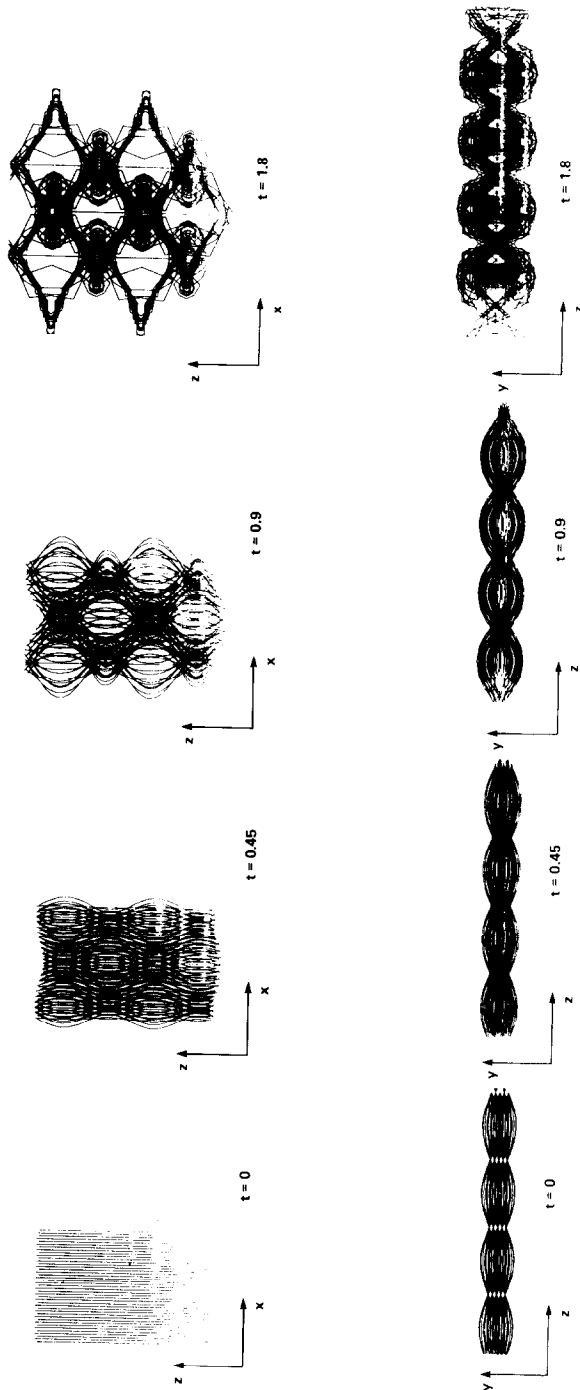 t = 1.8
x
z
t = 1.8
z
y
t = 0.9
x
z
t = 0.9
z
y
t = 0.45
x
z
t = 0.45
z
y
t = 0
x
z
t = 0
z
y